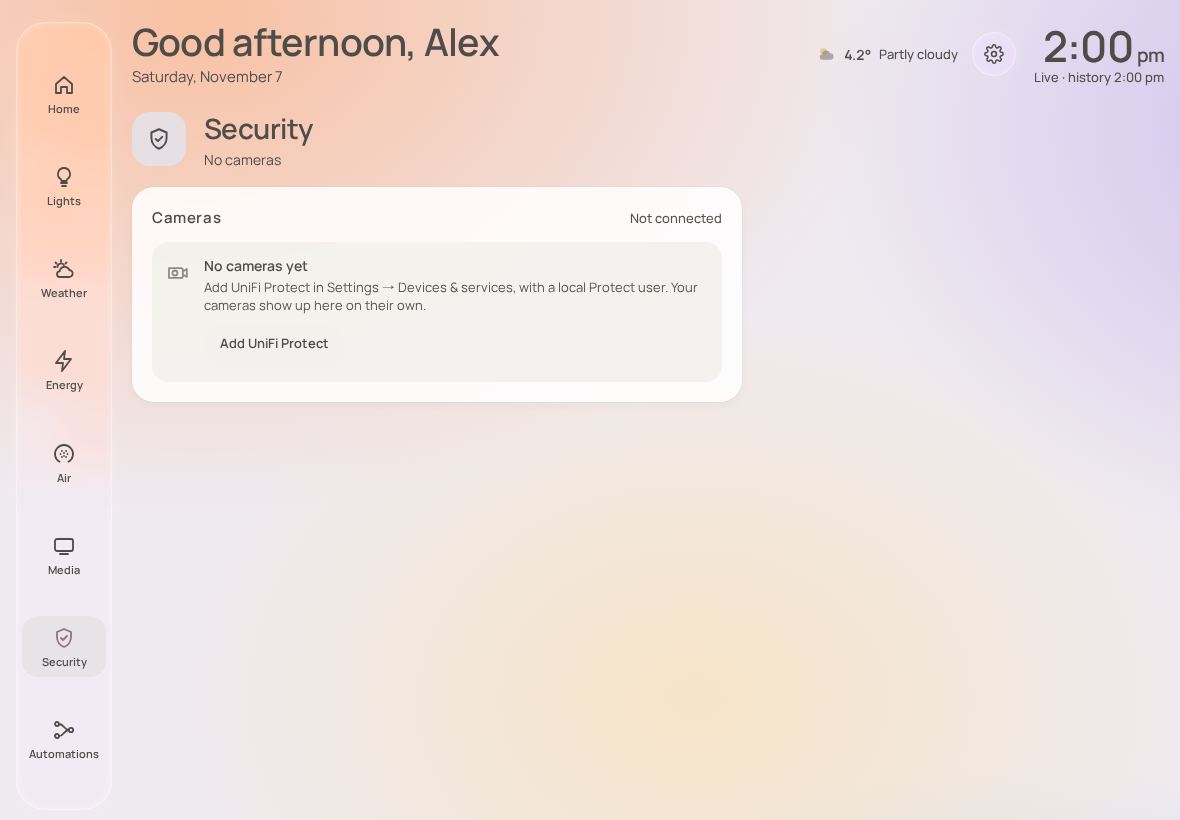 Good afternoon, Alex
Saturday, November 7
4.2° Partly cloudy
2:00 pm
Live · history 2:00 pm
Home
Lights
Weather
Energy
Air
Media
Security
Automations
Security
No cameras
Cameras
Not connected
No cameras yet
Add UniFi Protect in Settings → Devices & services, with a local Protect user. Your
cameras show up here on their own.
Add UniFi Protect